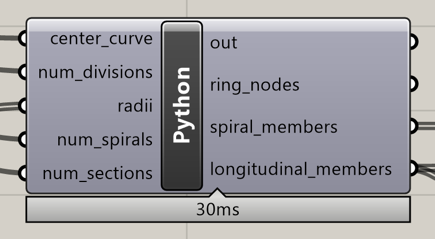 center_curve
num_divisions
radii
num_spirals
num_sections
Python
out
ring_nodes
spiral_members
longitudinal_members
30ms